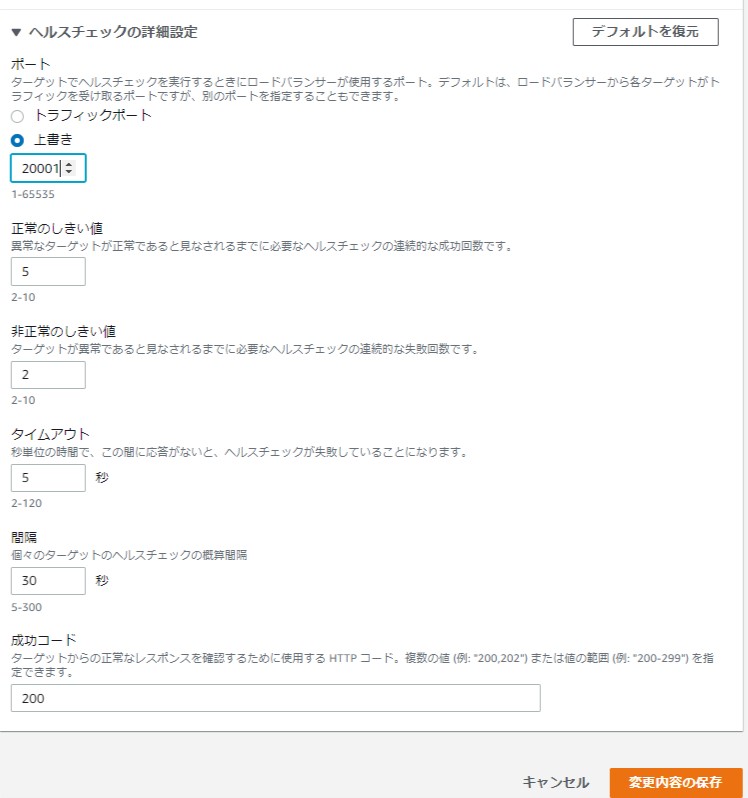 ▼ ヘルスチェックの詳細設定
デフォルトを復元
ポート
ターゲットでヘルスチェックを実行するときにロードバランサーが使用するポート。デフォルトは、ロードバランサーから各ターゲットがト
ラフィックを受け取るポートですが、別のポートを指定することもできます。
トラフィックポート
上書き
20001
1-65535
正常のしきい値
異常なターゲットが正常であると見なされるまでに必要なヘルスチェックの連続的な成功回数です。
5
2-10
非正常のしきい値
ターゲットが異常であると見なされるまでに必要なヘルスチェックの連続的な失敗回数です。
2
2-10
タイムアウト
秒単位の時間で、この間に応答がないと、ヘルスチェックが失敗していることになります。
5 秒
2-120
間隔
個々のターゲットのヘルスチェックの概算間隔
30 秒
5-300
成功コード
ターゲットからの正常なレスポンスを確認するために使用する HTTP コード。複数の値 (例: "200,202") または値の範囲 (例: "200-299") を指
定できます。
200
キャンセル
変更内容の保存